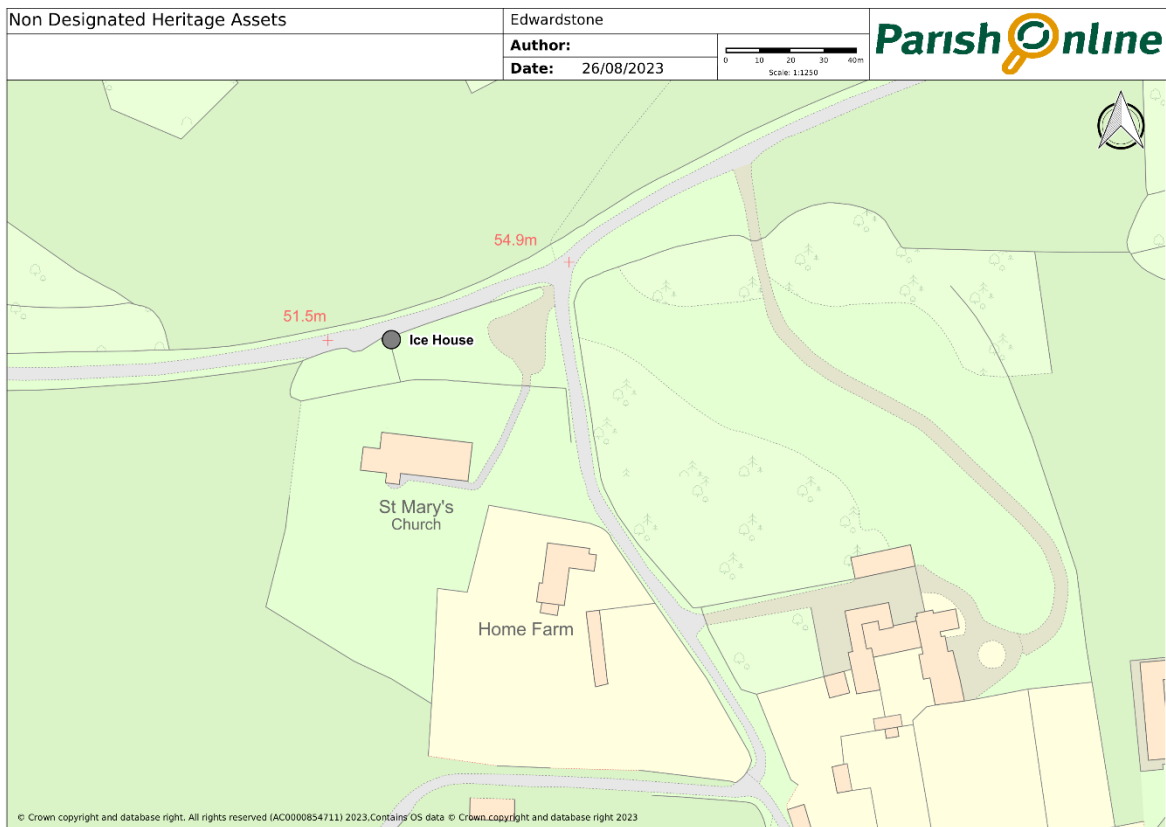 Non Designated Heritage Assets
Edwardstone
Author:
Date: 26/08/2023
0 10 20 30 40m
Scale: 1:1250
Parish Online
54.9m
51.5m
Ice House
St Mary's
Church
Home Farm
© Crown copyright and database right. All rights reserved (AC0000854711) 2023.Contains OS data © Crown copyright and database right 2023